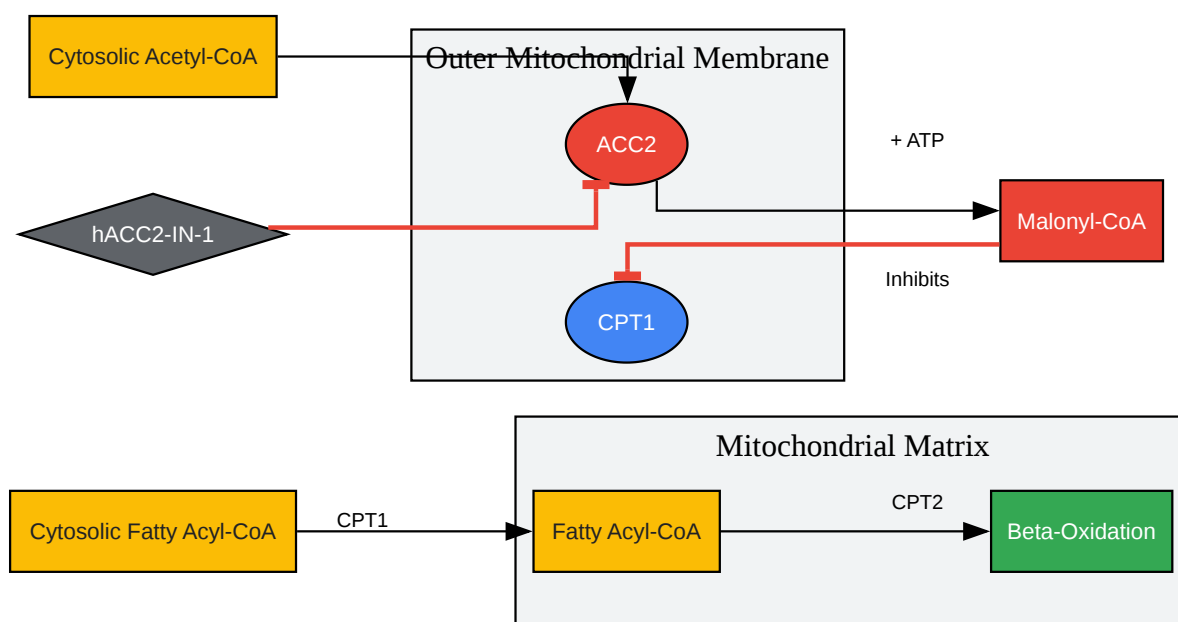 Cytosolic Acetyl-CoA
Outer Mitochondrial Membrane
ACC2
+ ATP
hACC2-IN-1
Malonyl-CoA
Inhibits
CPT1
Mitochondrial Matrix
Cytosolic Fatty Acyl-CoA
CPT1
Fatty Acyl-CoA
CPT2
Beta-Oxidation